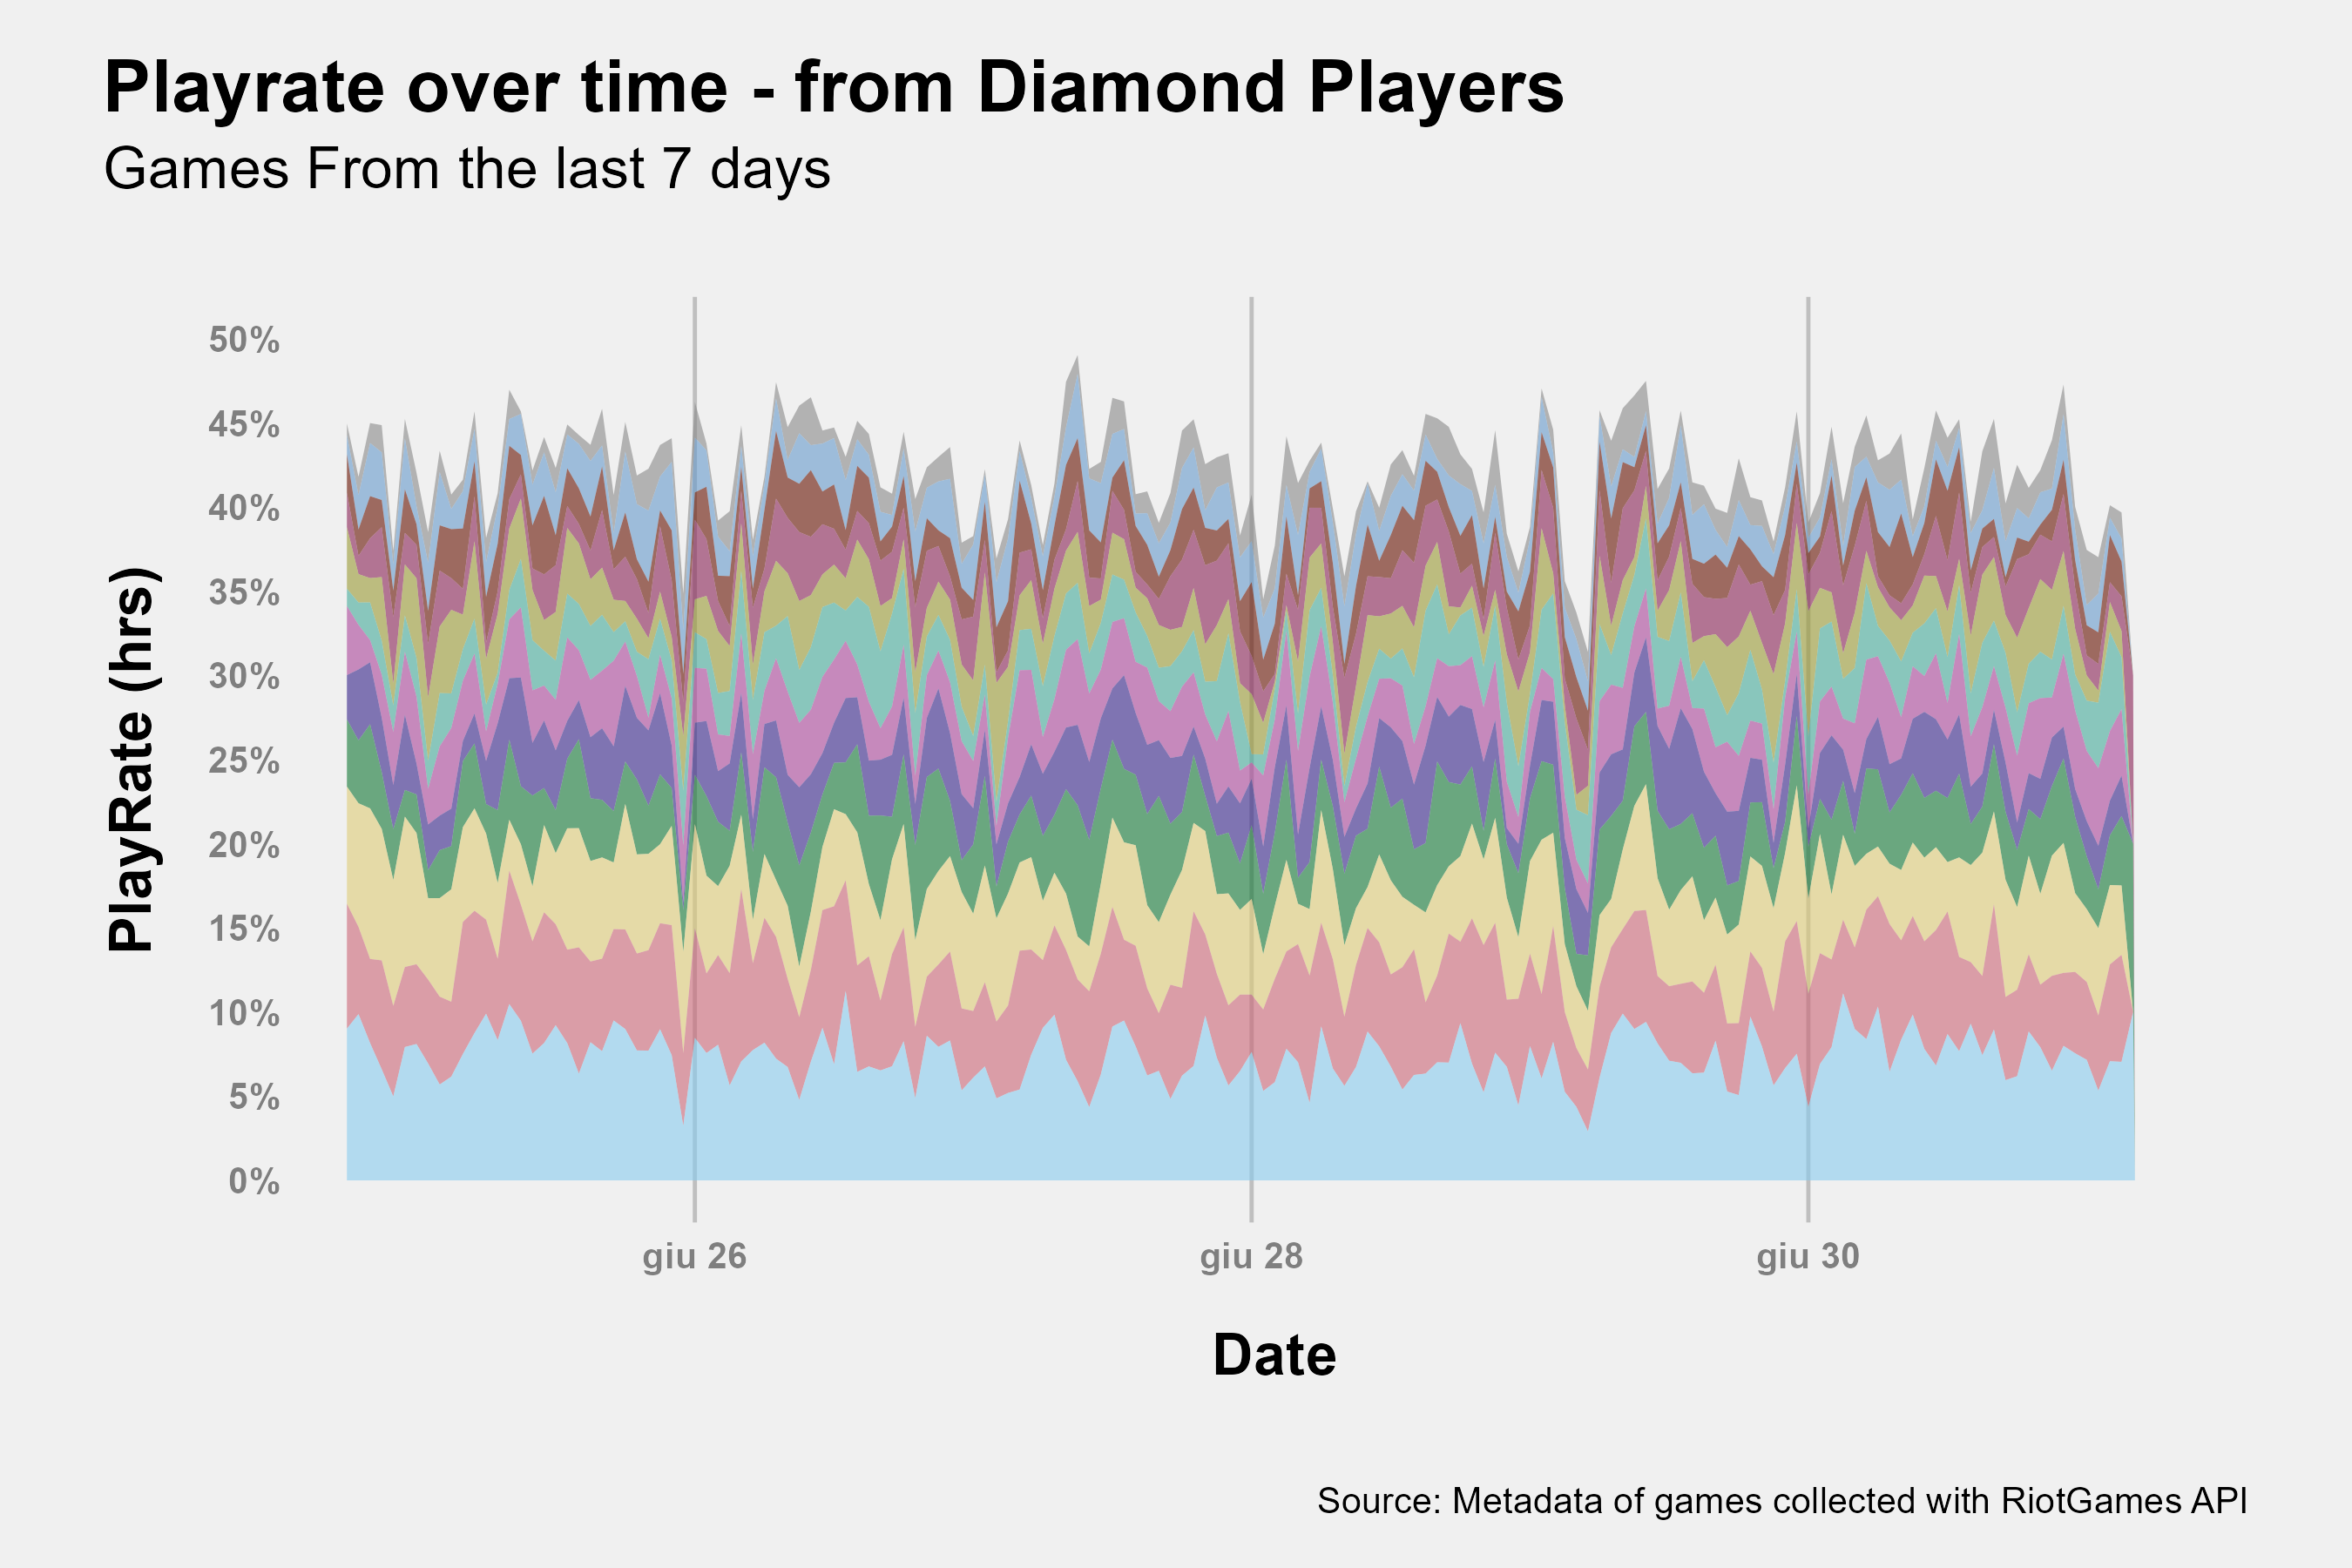 Playrate over time - from Diamond Players
Games From the last 7 days
PlayRate (hrs)
50%
45%
40%
35%
30%
25%
20%
15%
10%
5%
0%
giu 26
giu 28
giu 30
Date
Source: Metadata of games collected with RiotGames API